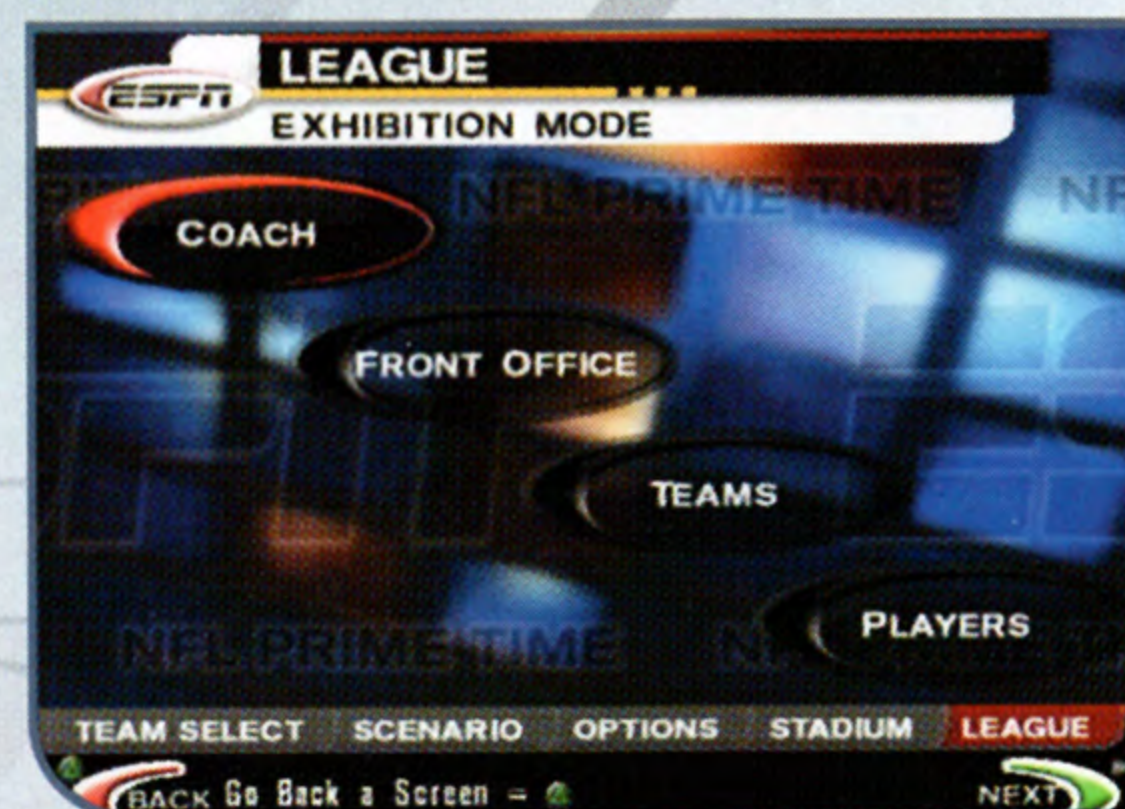 LEAGUE
ESPN
EXHIBITION MODE
NFL PRIME TIME
COACH
FRONT OFFICE
TEAMS
PLAYERS
NFL PRIME TIME
TEAM SELECT SCENARIO OPTIONS STADIUM LEAGUE
BACK Go Back a Screen = NEXT